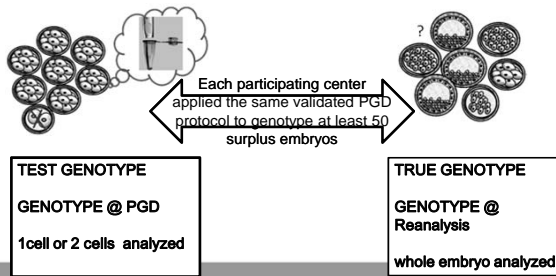 ?
Each participating center
applied the same validated PGD
protocol to genotype at least 50
surplus embryos
TEST GENOTYPE
GENOTYPE @ PGD
1cell or 2 cells analyzed
TRUE GENOTYPE
GENOTYPE @
Reanalysis
whole embryo analyzed